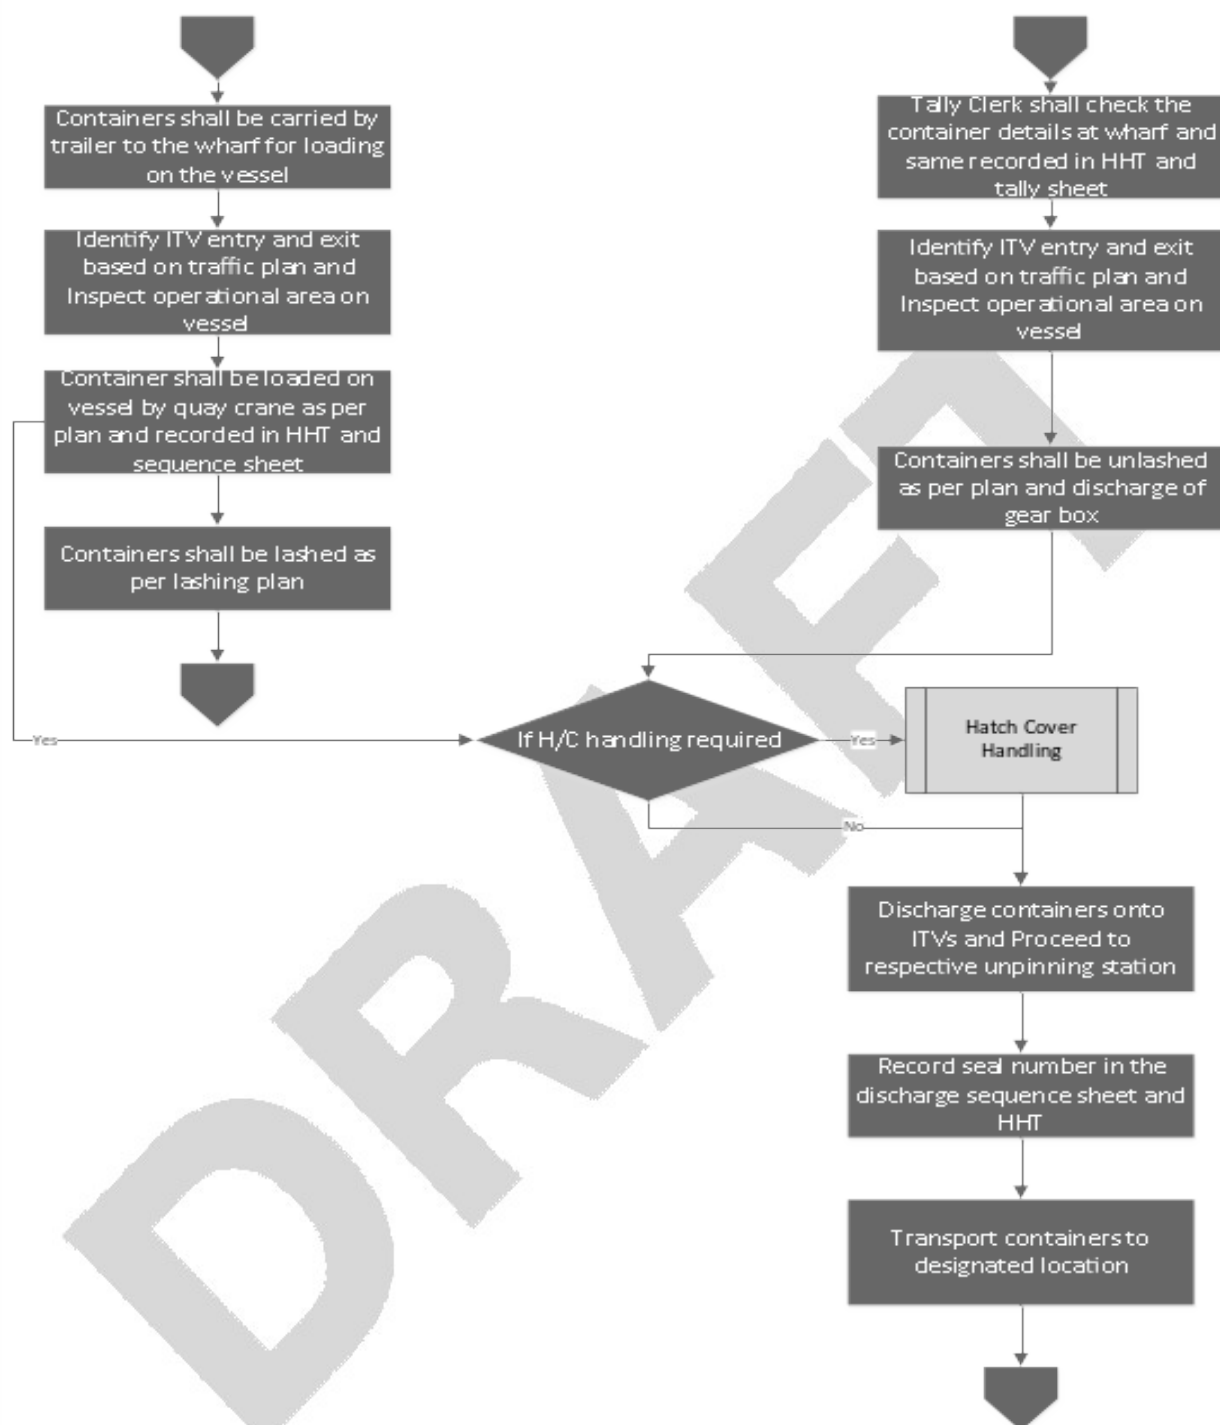 Containers shall be carried by
trailer to the wharf for loading
on the vessel
Identify ITV entry and exit
based on traffic plan and
Inspect operational area on
vessel
Container shall be loaded on
vessel by quay crane as per
plan and recorded in HHT and
sequence sheet
Containers shall be lashed as
per lashing plan
Tally Clerk shall check the
container details at wharf and
same recorded in HHT and
tally sheet
Identify ITV entry and exit
based on traffic plan and
Inspect operational area on
vessel
Containers shall be unlashed
as per plan and discharge of
gear box
Yes
If H/C handling required
Yes
Hatch Cover
Handling
No
Discharge containers onto
ITVs and Proceed to
respective unpinning station
Record seal number in the
discharge sequence sheet and
HHT
Transport containers to
designated location
DRAFT